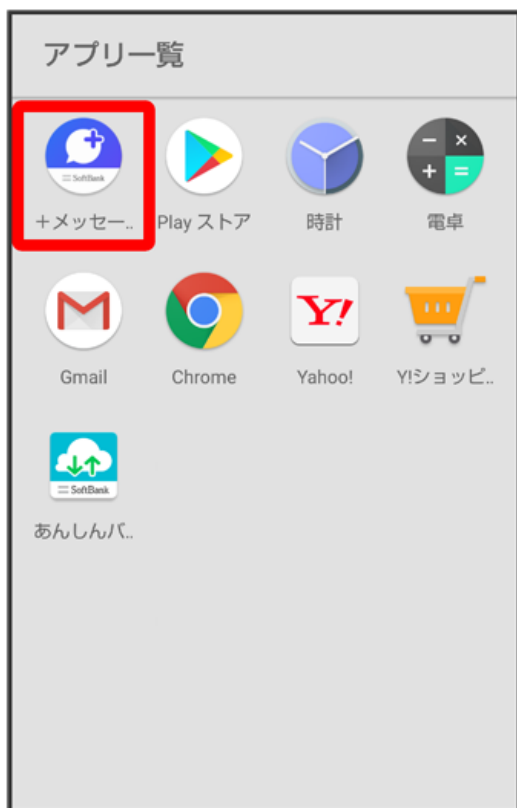 アプリ一覧
SoftBank
＋メッセー..
Play ストア
時計
電卓
Gmail
Chrome
Y!
Yahoo!
Y!ショッピ..
SoftBank
あんしんバ..